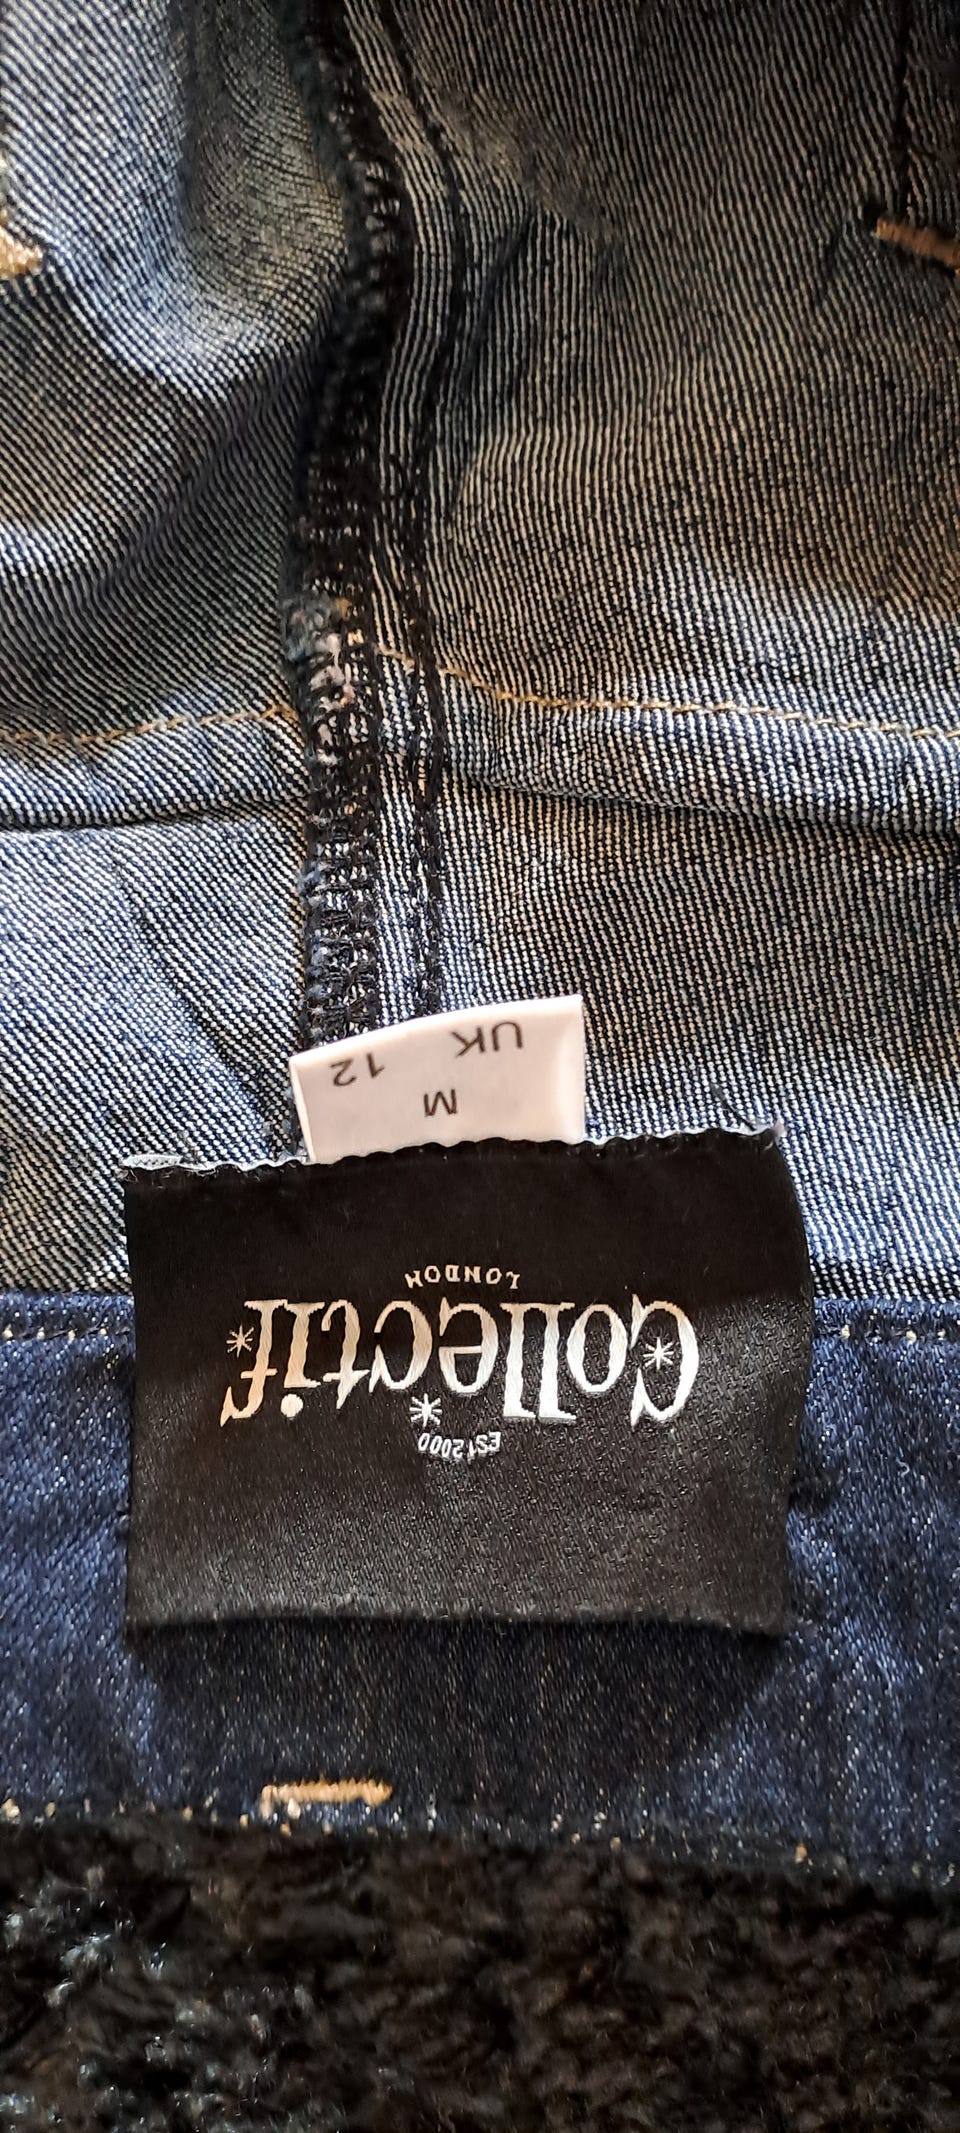 EST 2000
Collectif
LONDON
M
UK 12